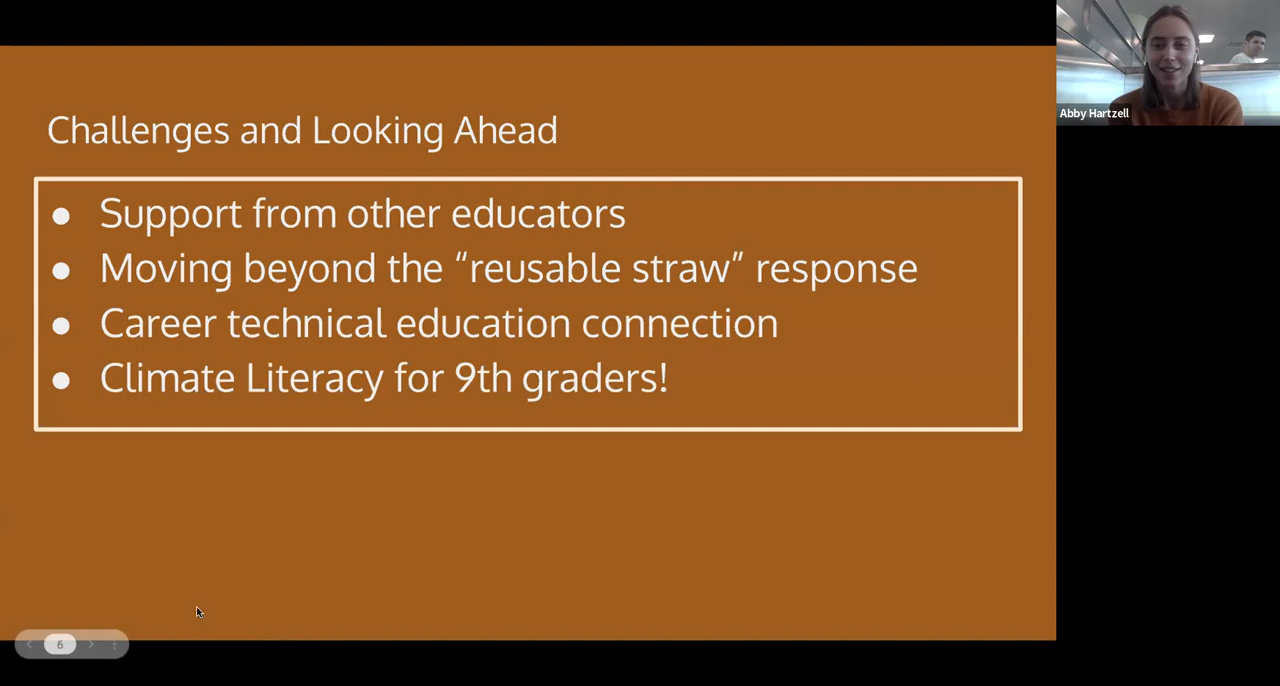 Challenges and Looking Ahead
● Support from other educators
● Moving beyond the “reusable straw” response
● Career technical education connection
● Climate Literacy for 9th graders!
Abby Hartzell
6